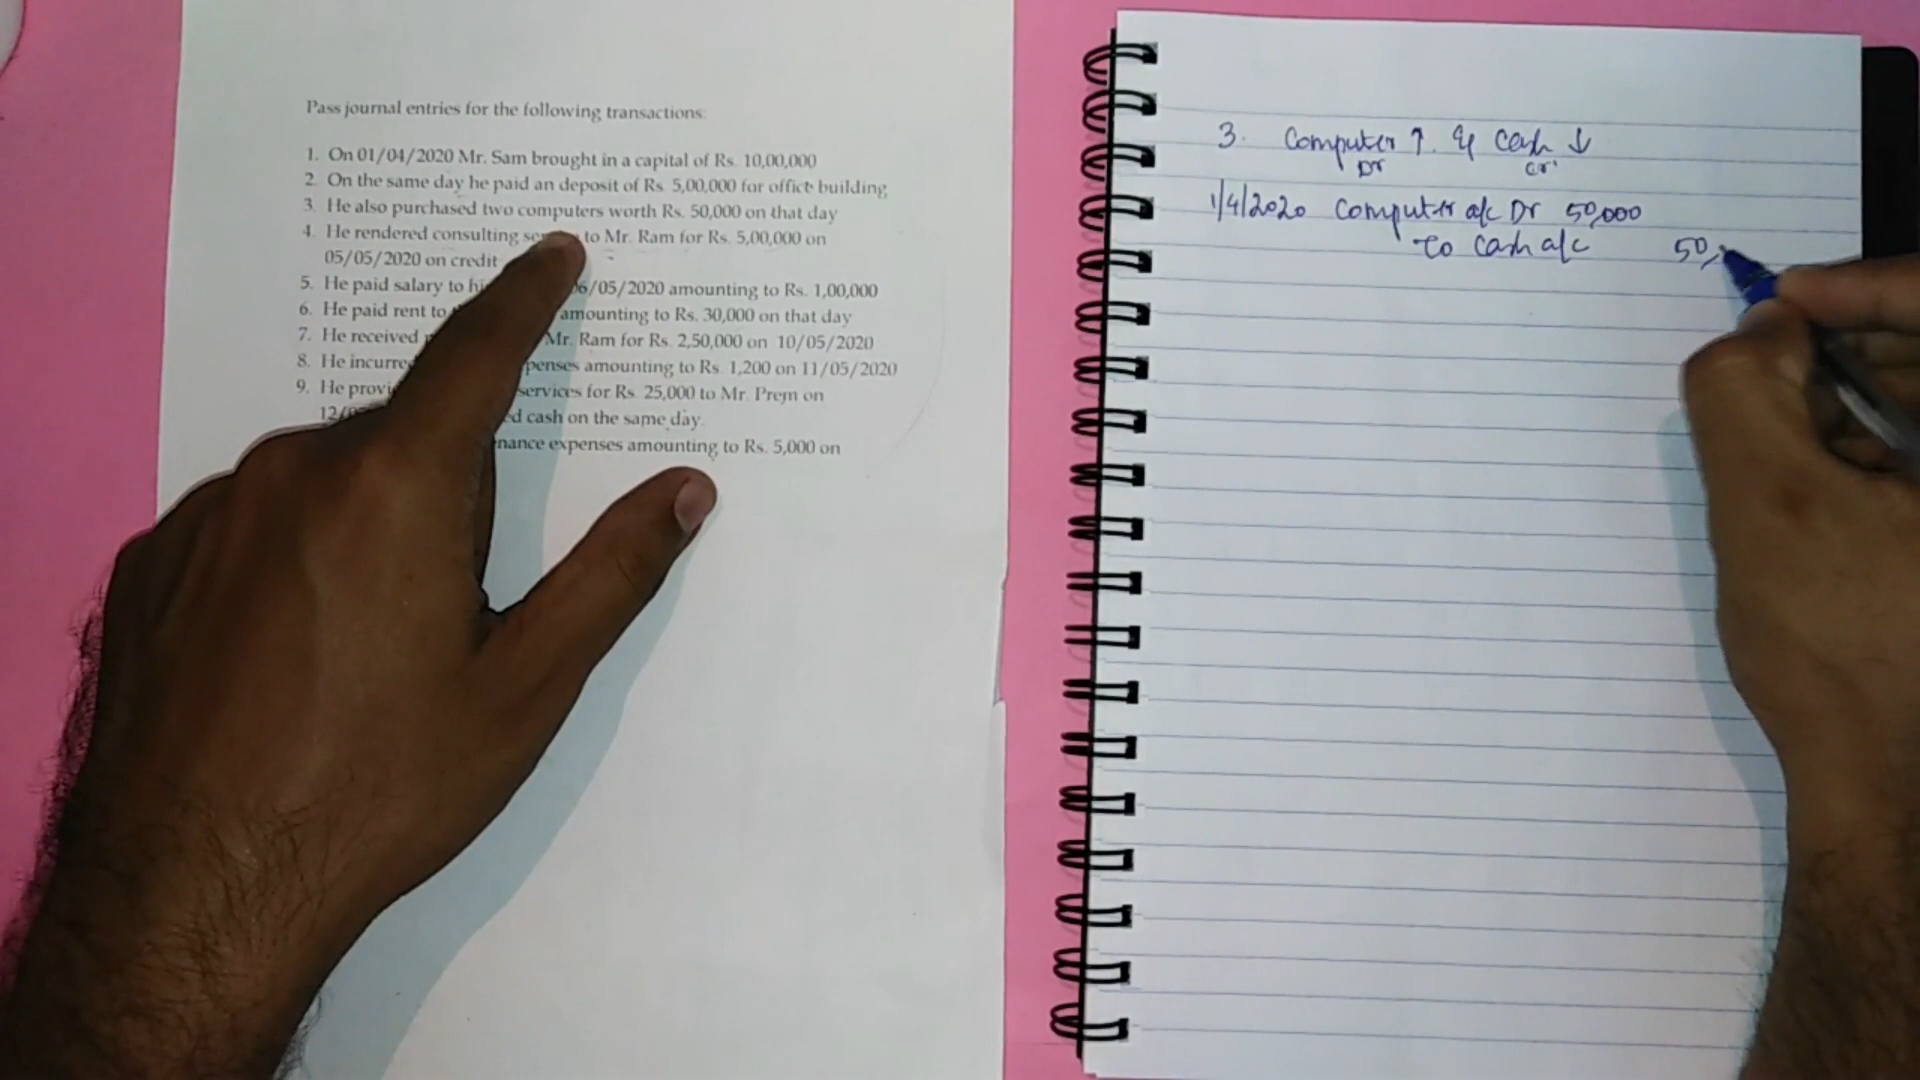 Pass journal entries for the following transactions:
1. On 01/04/2020 Mr. Sam brought in a capital of Rs. 10,00,000
2. On the same day he paid an deposit of Rs. 5,00,000 for office building
3. He also purchased two computers worth Rs. 50,000 on that day
4. He rendered consulting to Mr. Ram for Rs. 5,00,000 on
05/05/2020 on credit
5. He paid salary to 6/05/2020 amounting to Rs. 1,00,000
6. He paid rent to amounting to Rs. 30,000 on that day
7. He received Mr. Ram for Rs. 2,50,000 on 10/05/2020
8. He incurre penses amounting to Rs. 1,200 on 11/05/2020
9. He provi services for Rs. 25,000 to Mr. Prem on
12/0 ed cash on the same day.
nance expenses amounting to Rs. 5,000 on
3. Computer ↑. & Cash ↓
Dr cr
1/4/2020 Computer a/c Dr 50,000
To Cash a/c 50,